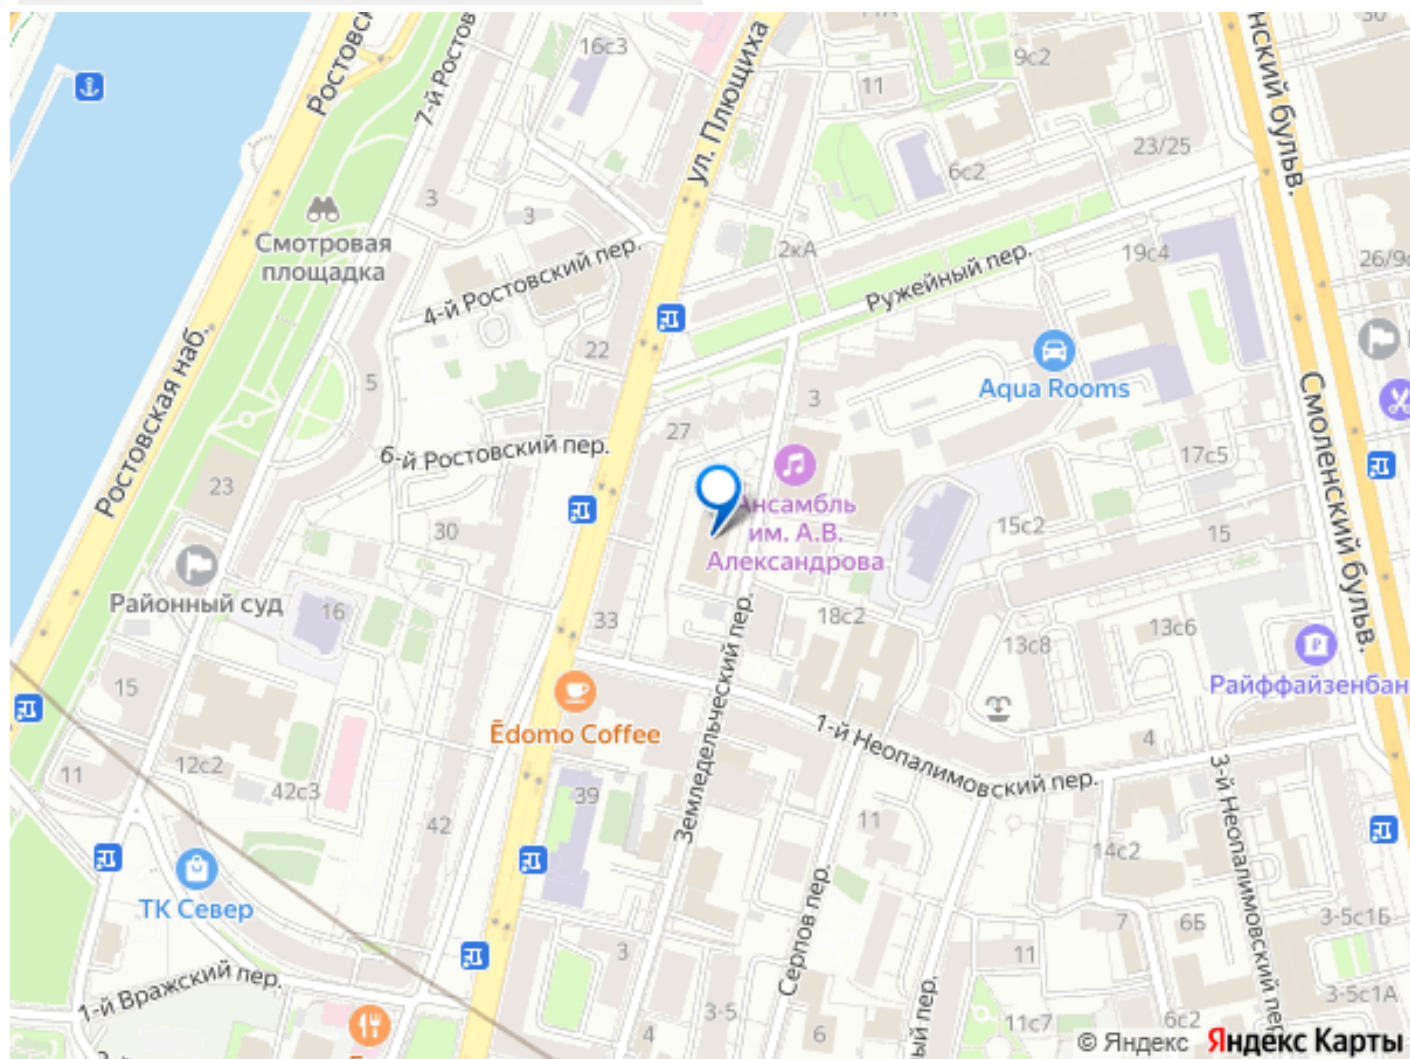 Ростовс
7-й Ростов
16с3
ул. Плющиха
11
9с2
23/25
6с2
нский бульв.
30
3
3
Смотровая
площадка
4-й Ростовский пер.
2кА
Ружейный пер.
19с4
26/9с
22
5
Ростовская наб.
Aqua Rooms
3
27
6-й Ростовский пер.
17с5
Смоленский бульв.
23
Ансамбль
им. А.В.
Александрова
15с2
15
30
Районный суд
16
33
18с2
13с8
13с6
15
Райффайзенбан
Ēdomo Coffee
Земледельческий пер.
1-й Неопалимовский пер.
4
3-й Неопалимовский пер.
11
12с2
42с3
39
42
11
14с2
ТК Север
7
6Б
3-5с1Б
3
Серпов пер.
11
1-й Вражский пер.
3-5
4
6
ый пер.
11с7
6с2
3-5с1А
© Яндекс Яндекс Карты